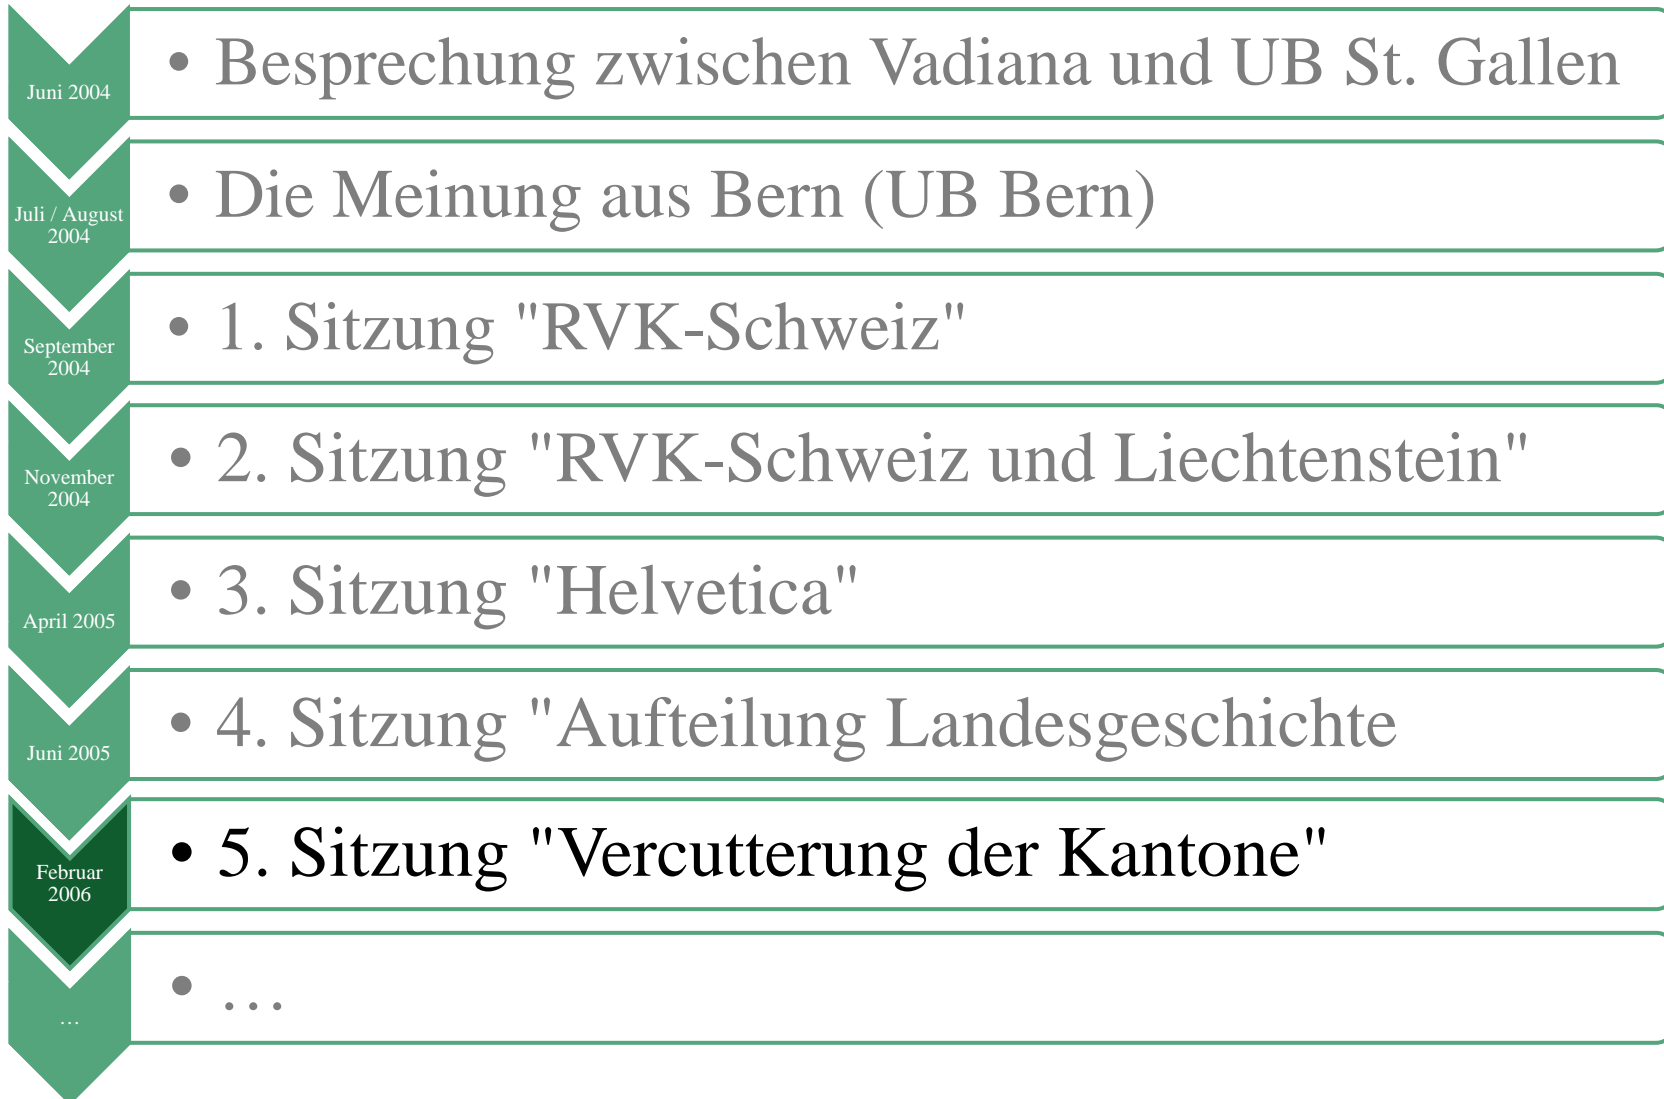 Juni 2004
• Besprechung zwischen Vadiana und UB St. Gallen
Juli / August
2004
• Die Meinung aus Bern (UB Bern)
September
2004
• 1. Sitzung "RVK-Schweiz"
November
2004
• 2. Sitzung "RVK-Schweiz und Liechtenstein"
April 2005
• 3. Sitzung "Helvetica"
Juni 2005
• 4. Sitzung "Aufteilung Landesgeschichte
Februar
2006
• 5. Sitzung "Vercutterung der Kantone"
…
• …